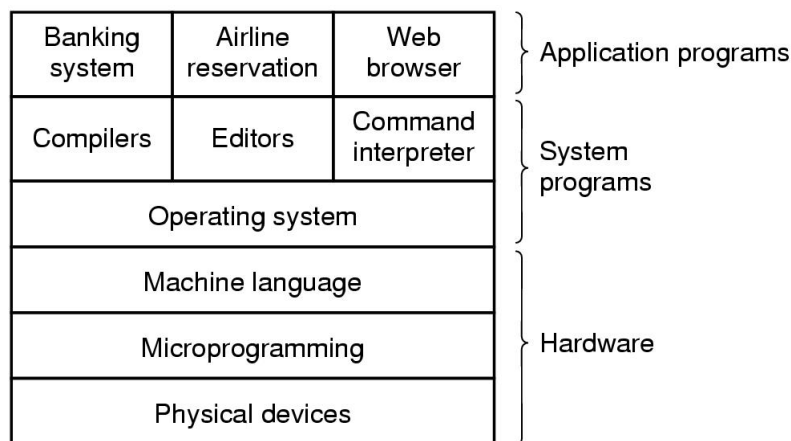 Banking
system
Airline
reservation
Web
browser
Application programs
Compilers
Editors
Command
interpreter
System
programs
Operating system
Machine language
Microprogramming
Hardware
Physical devices